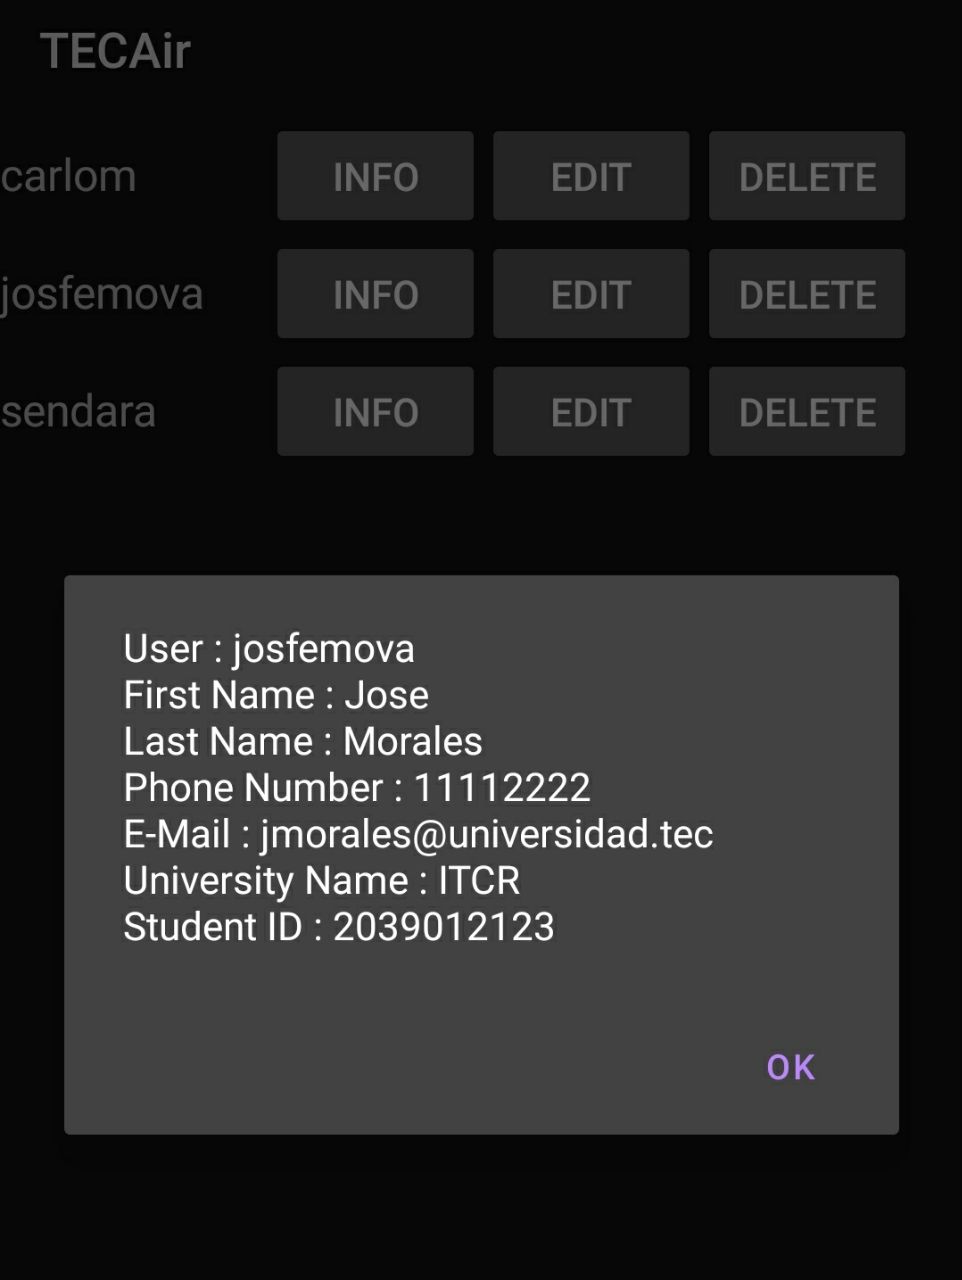 TECAir
carlom INFO EDIT DELETE
josfemova INFO EDIT DELETE
sendara INFO EDIT DELETE
User : josfemova
First Name : Jose
Last Name : Morales
Phone Number : 11112222
E-Mail : jmorales@universidad.tec
University Name : ITCR
Student ID : 2039012123
OK